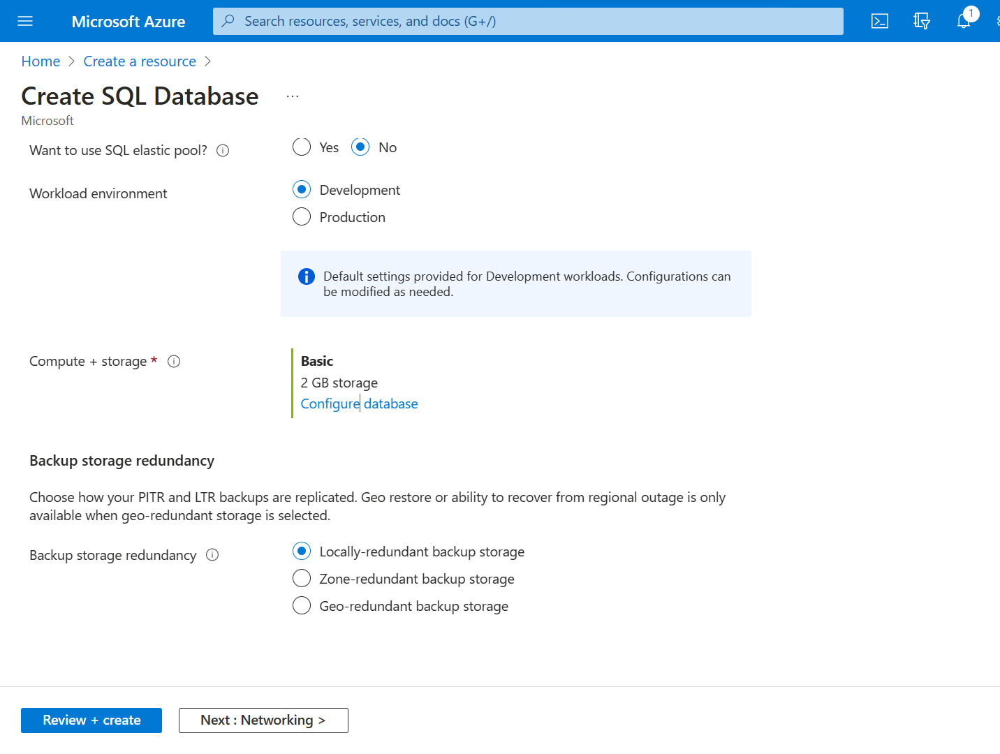 Microsoft Azure
Search resources, services, and docs (G+/)
1
Home > Create a resource >
Create SQL Database ...
Microsoft
Want to use SQL elastic pool?
Yes
No
Workload environment
Development
Production
Default settings provided for Development workloads. Configurations can
be modified as needed.
Compute + storage *
Basic
2 GB storage
Configure database
Backup storage redundancy
Choose how your PITR and LTR backups are replicated. Geo restore or ability to recover from regional outage is only
available when geo-redundant storage is selected.
Backup storage redundancy
Locally-redundant backup storage
Zone-redundant backup storage
Geo-redundant backup storage
Review + create
Next : Networking >